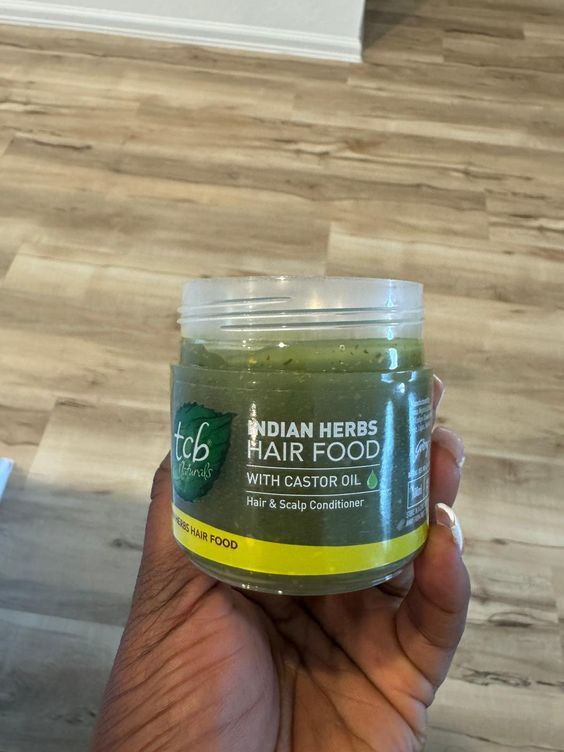 tcb
Naturals
INDIAN HERBS
HAIR FOOD
WITH CASTOR OIL
Hair & Scalp Conditioner
HERBS HAIR FOOD